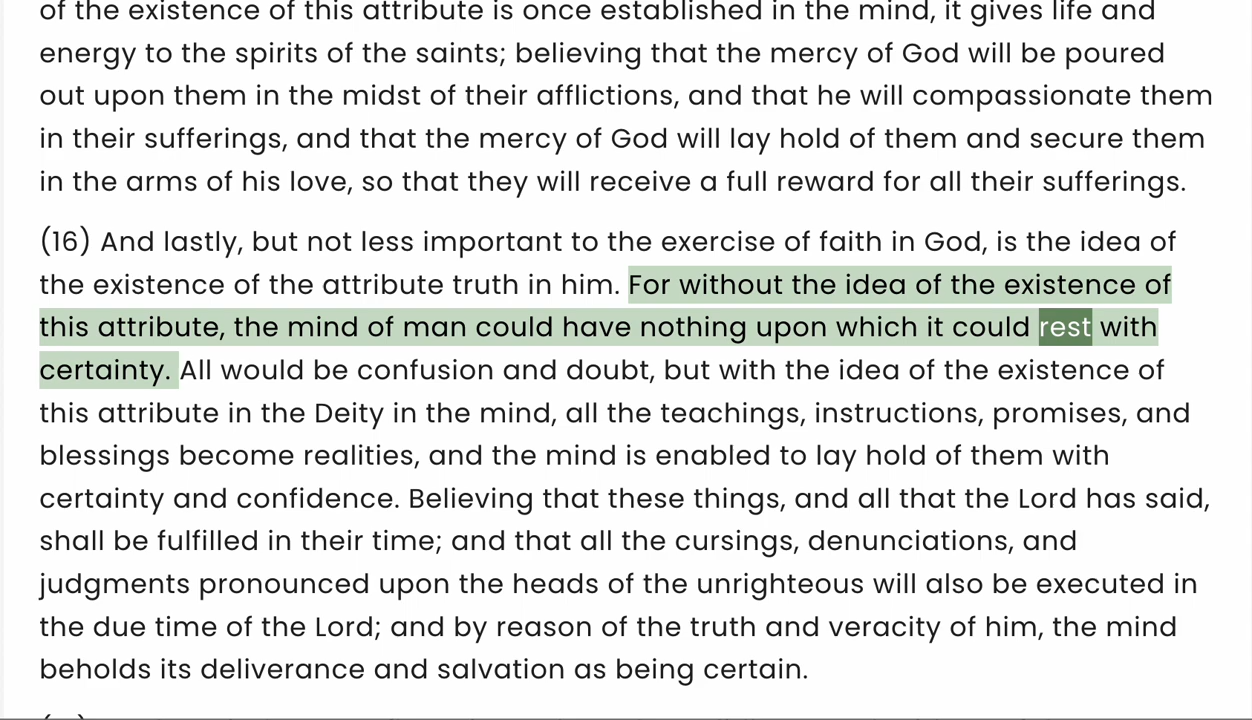 of the existence of this attribute is once established in the mind, it gives life and
energy to the spirits of the saints; believing that the mercy of God will be poured
out upon them in the midst of their afflictions, and that he will compassionate them
in their sufferings, and that the mercy of God will lay hold of them and secure them
in the arms of his love, so that they will receive a full reward for all their sufferings.
(16) And lastly, but not less important to the exercise of faith in God, is the idea of
the existence of the attribute truth in him. For without the idea of the existence of
this attribute, the mind of man could have nothing upon which it could rest with
certainty. All would be confusion and doubt, but with the idea of the existence of
this attribute in the Deity in the mind, all the teachings, instructions, promises, and
blessings become realities, and the mind is enabled to lay hold of them with
certainty and confidence. Believing that these things, and all that the Lord has said,
shall be fulfilled in their time; and that all the cursings, denunciations, and
judgments pronounced upon the heads of the unrighteous will also be executed in
the due time of the Lord; and by reason of the truth and veracity of him, the mind
beholds its deliverance and salvation as being certain.